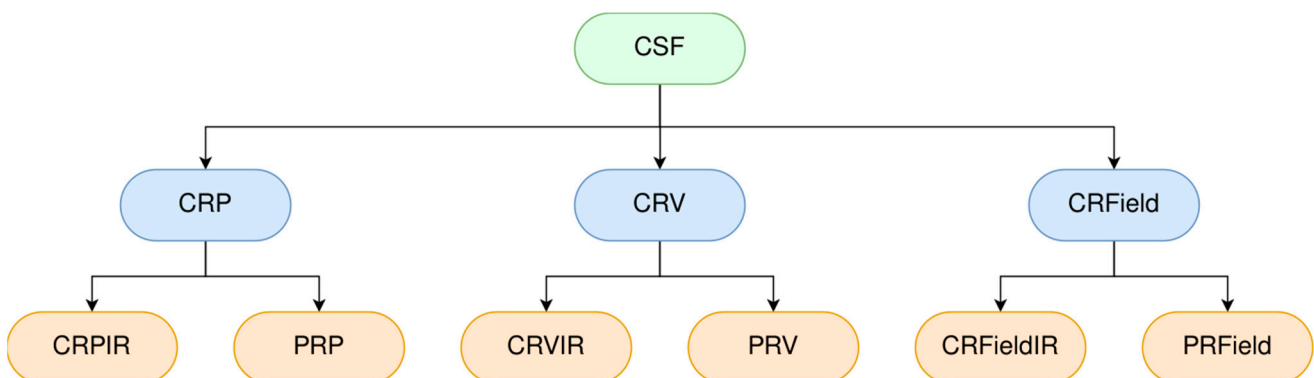 CSF
CRP
CRV
CRField
CRPIR
PRP
CRVIR
PRV
CRFieldIR
PRField